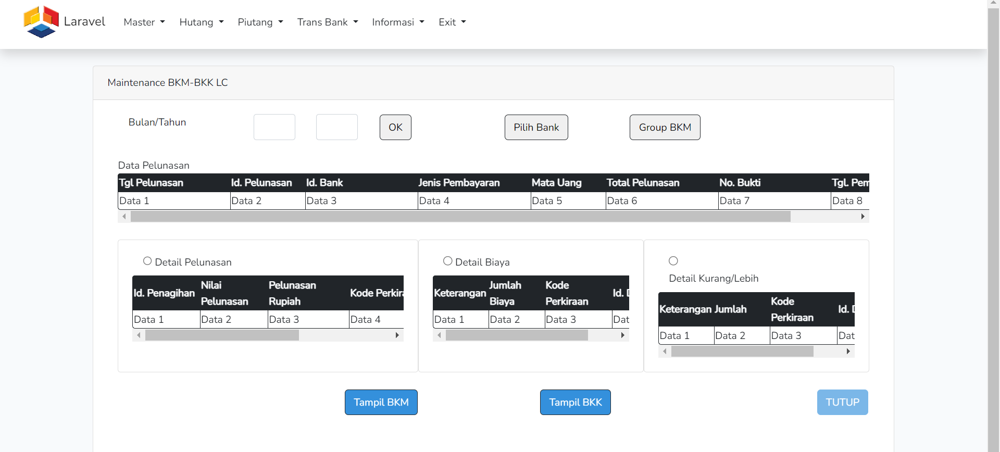 Laravel Master Hutang Piutang Trans Bank Informasi Exit
Maintenance BKM-BKK LC
Bulan/Tahun OK Pilih Bank Group BKM
Data Pelunasan
Tgl Pelunasan Id. Pelunasan Id. Bank Jenis Pembayaran Mata Uang Total Pelunasan No. Bukti Tgl. Pem
Data 1 Data 2 Data 3 Data 4 Data 5 Data 6 Data 7 Data 8
Detail Pelunasan
Id. Penagihan Nilai Pelunasan Pelunasan Rupiah Kode Perkira
Data 1 Data 2 Data 3 Data 4
Detail Biaya
Keterangan Jumlah Biaya Kode Perkiraan Id. D
Data 1 Data 2 Data 3 Dat
Detail Kurang/Lebih
Keterangan Jumlah Kode Perkiraan Id. D
Data 1 Data 2 Data 3 Dat
Tampil BKM Tampil BKK TUTUP